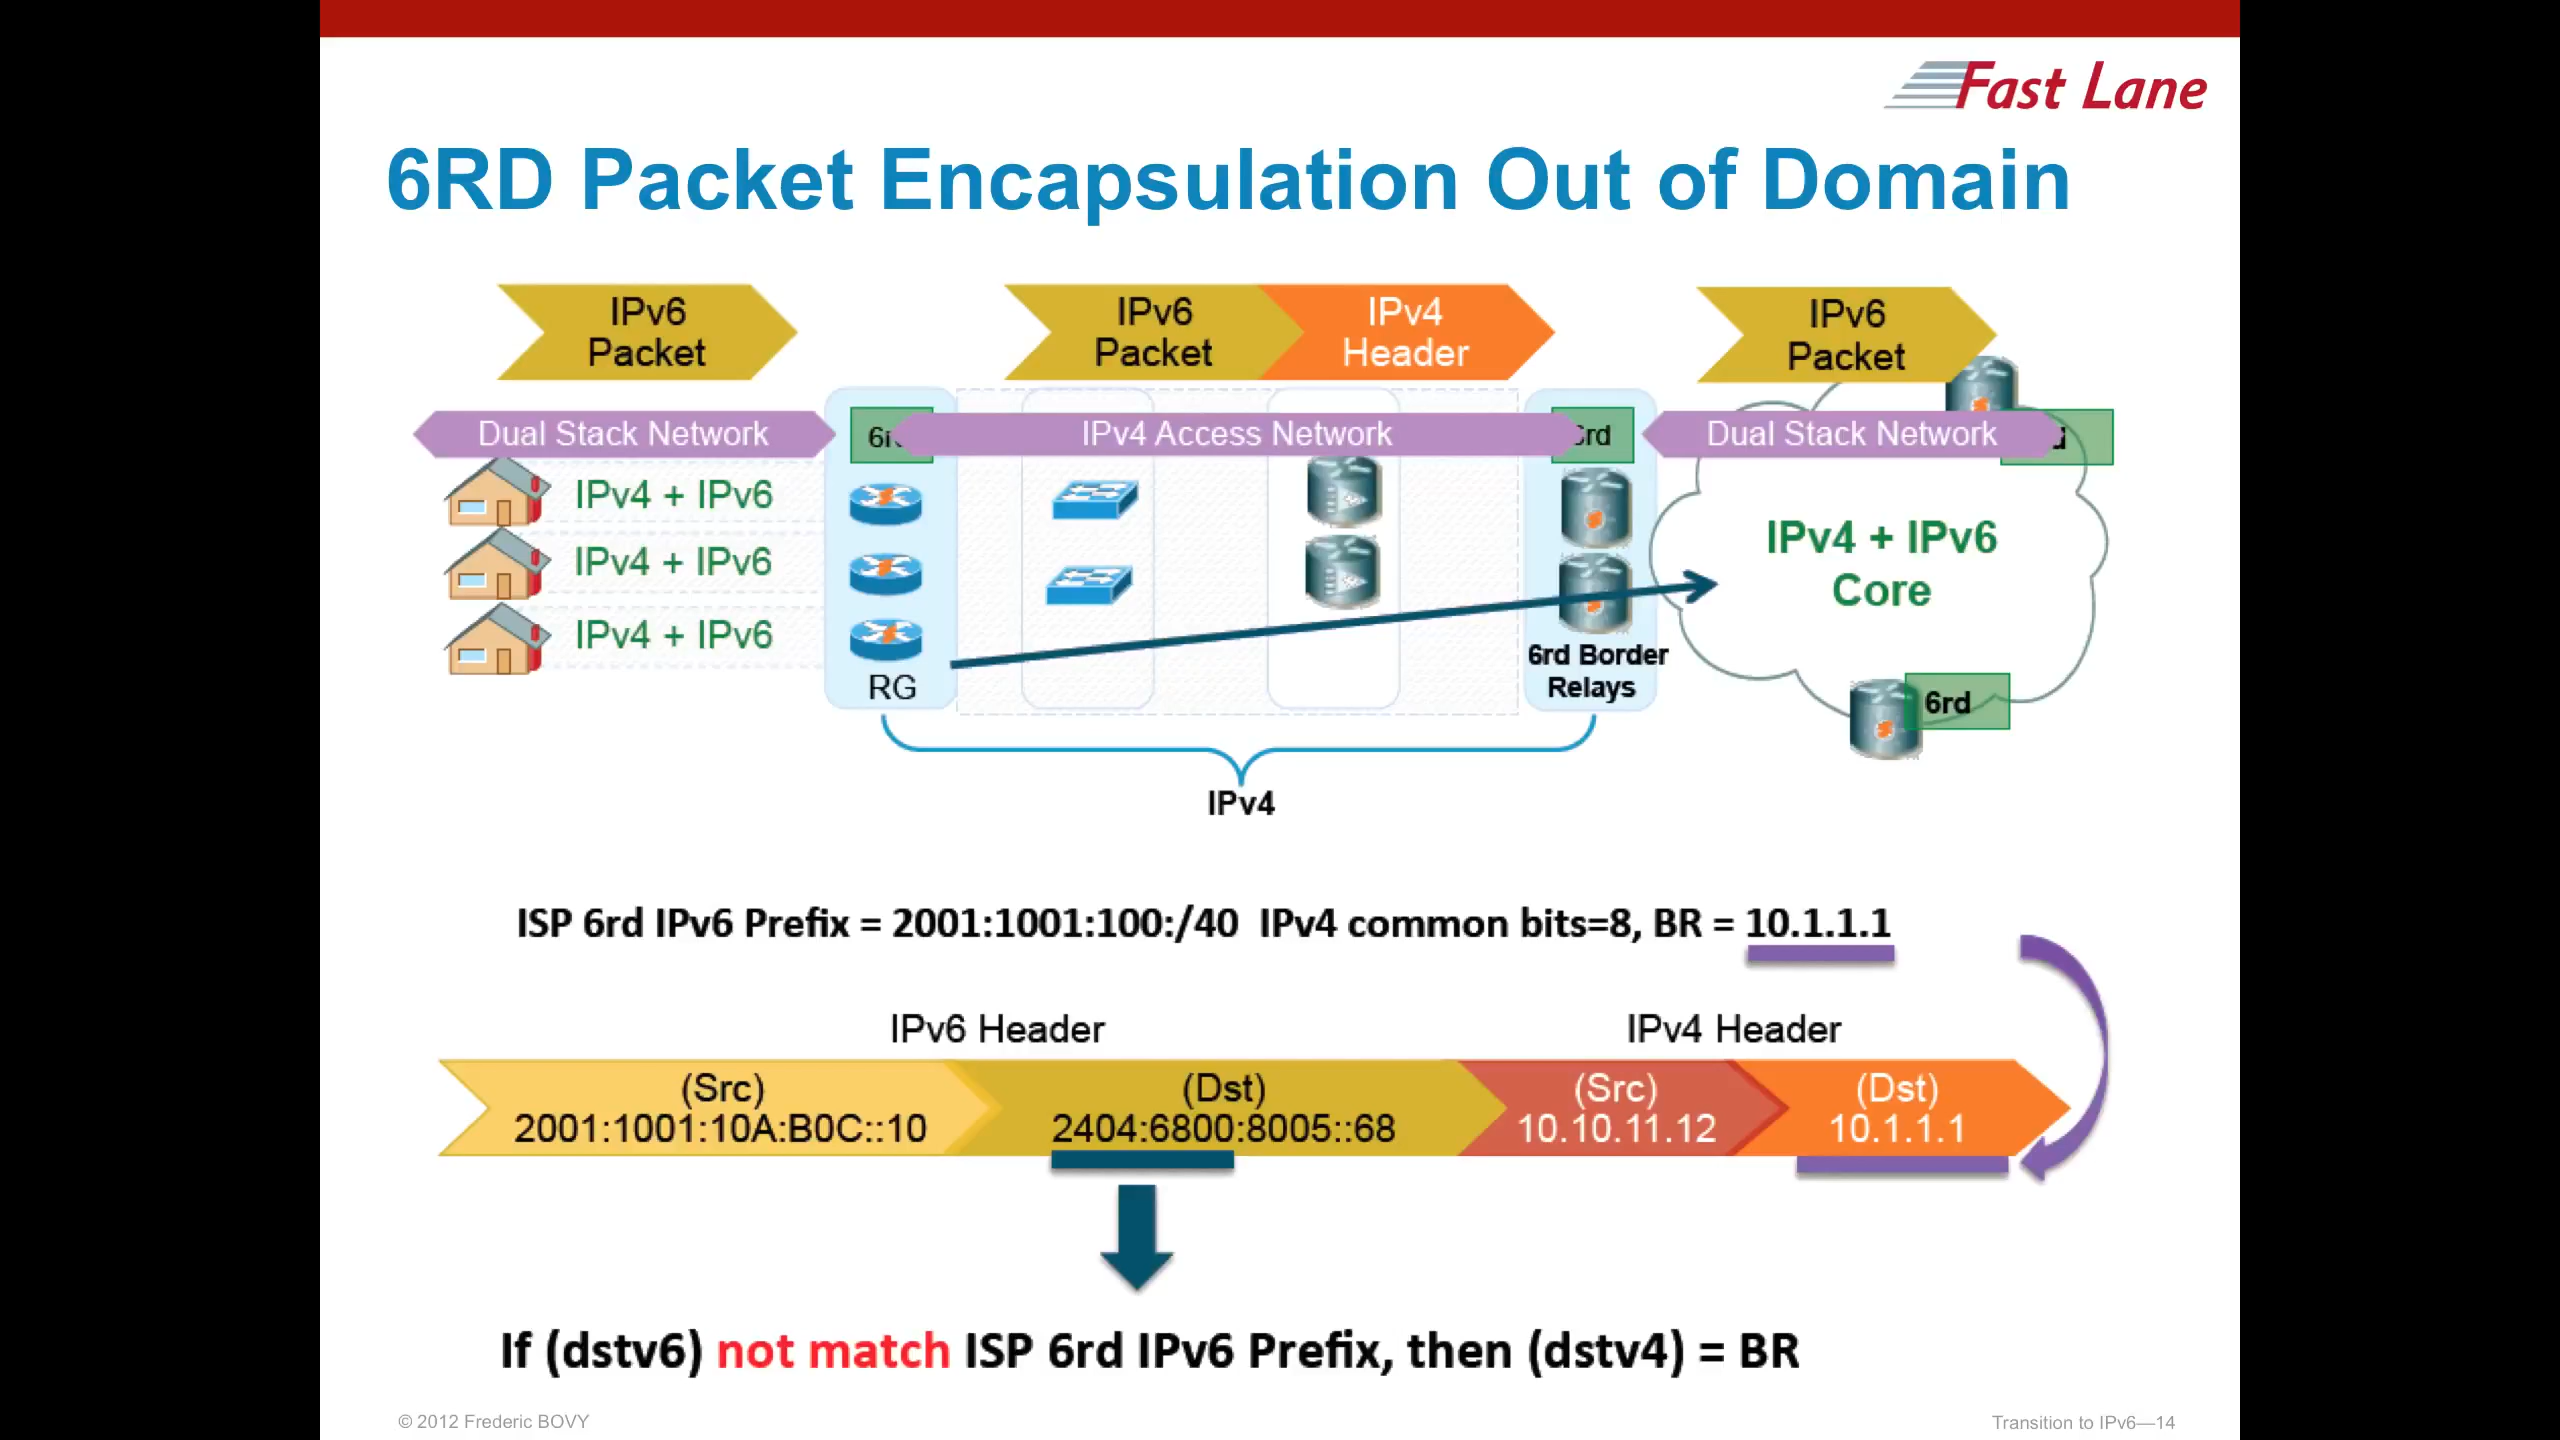 Fast Lane
6RD Packet Encapsulation Out of Domain
IPv6
Packet
IPv6
Packet
IPv4
Header
IPv6
Packet
Dual Stack Network
IPv4 Access Network
6rd
Dual Stack Network
IPv4 + IPv6
IPv4 + IPv6
IPv4 + IPv6
RG
6rd Border
Relays
IPv4 + IPv6
Core
6rd
IPv4
ISP 6rd IPv6 Prefix = 2001:1001:100:/40 IPv4 common bits=8, BR = 10.1.1.1
IPv6 Header
IPv4 Header
(Src)
2001:1001:10A:B0C::10
(Dst)
2404:6800:8005::68
(Src)
10.10.11.12
(Dst)
10.1.1.1
If (dstv6) not match ISP 6rd IPv6 Prefix, then (dstv4) = BR
© 2012 Frederic BOVY
Transition to IPv6—14